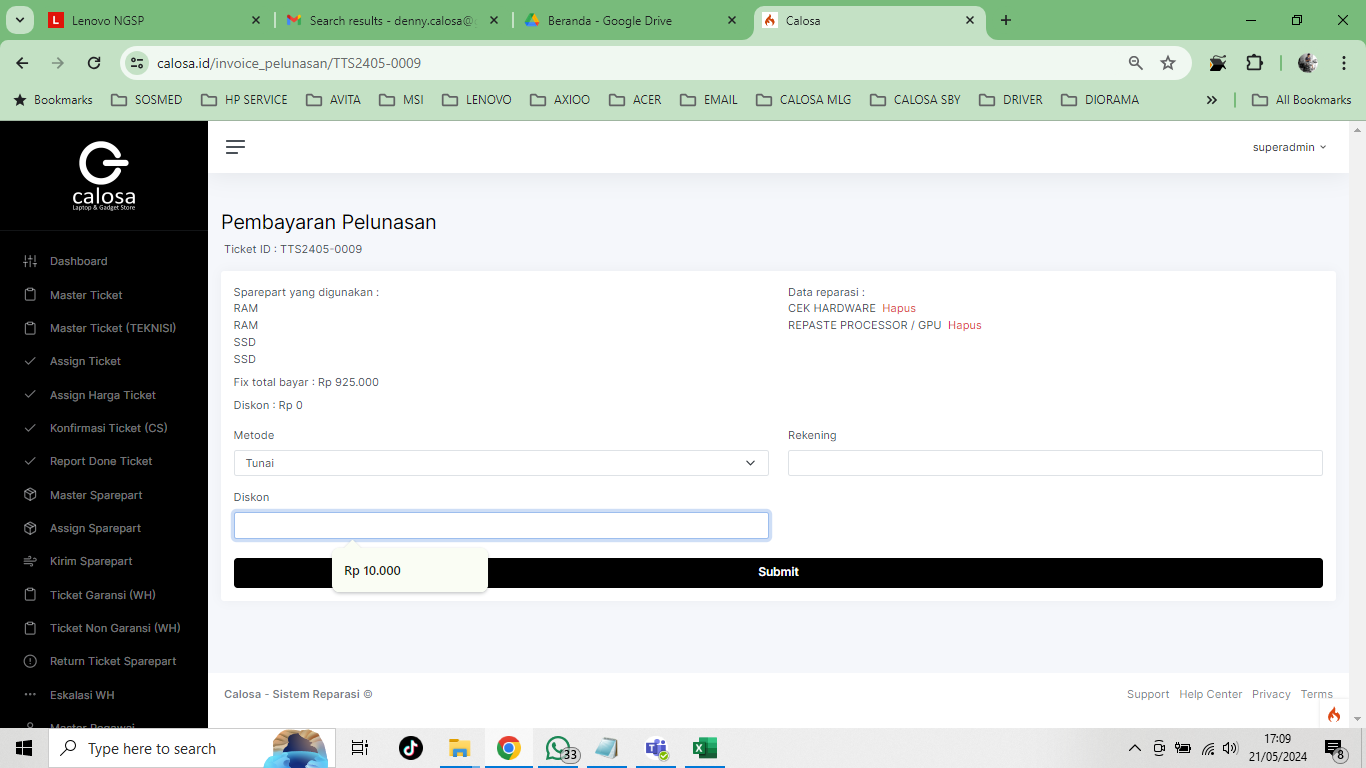 Lenovo NGSP
Search results - denny.calosa@
Beranda - Google Drive
Calosa
calosa.id/invoice_pelunasan/TTS2405-0009
Bookmarks SOSMED HP SERVICE AVITA MSI LENOVO AXIOO ACER EMAIL CALOSA MLG CALOSA SBY DRIVER DIORAMA All Bookmarks
calosa
Laptop & Gadget Store
superadmin
Dashboard
Master Ticket
Master Ticket (TEKNISI)
Assign Ticket
Assign Harga Ticket
Konfirmasi Ticket (CS)
Report Done Ticket
Master Sparepart
Assign Sparepart
Kirim Sparepart
Ticket Garansi (WH)
Ticket Non Garansi (WH)
Return Ticket Sparepart
Eskalasi WH
Master Pegawai
Pembayaran Pelunasan
Ticket ID : TTS2405-0009
Sparepart yang digunakan :
RAM
RAM
SSD
SSD
Fix total bayar : Rp 925.000
Diskon : Rp 0
Data reparasi :
CEK HARDWARE Hapus
REPASTE PROCESSOR / GPU Hapus
Metode
Tunai
Rekening
Diskon
Rp 10.000
Submit
Calosa - Sistem Reparasi ©
Support Help Center Privacy Terms
Type here to search
33
17:09
21/05/2024
8